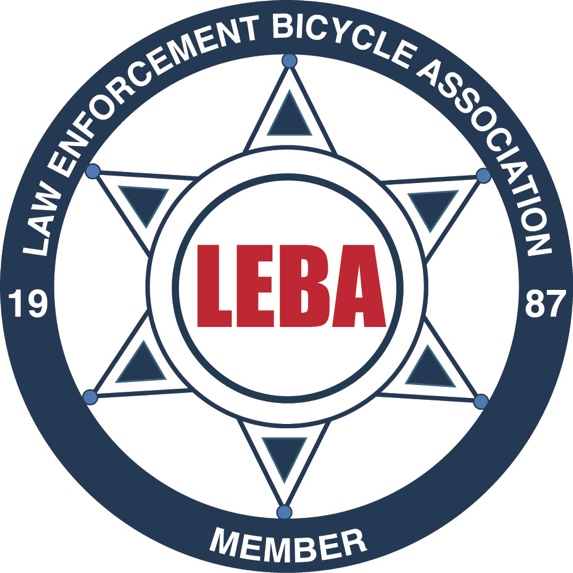 LAW ENFORCEMENT BICYCLE ASSOCIATION
19
LEBA
87
MEMBER